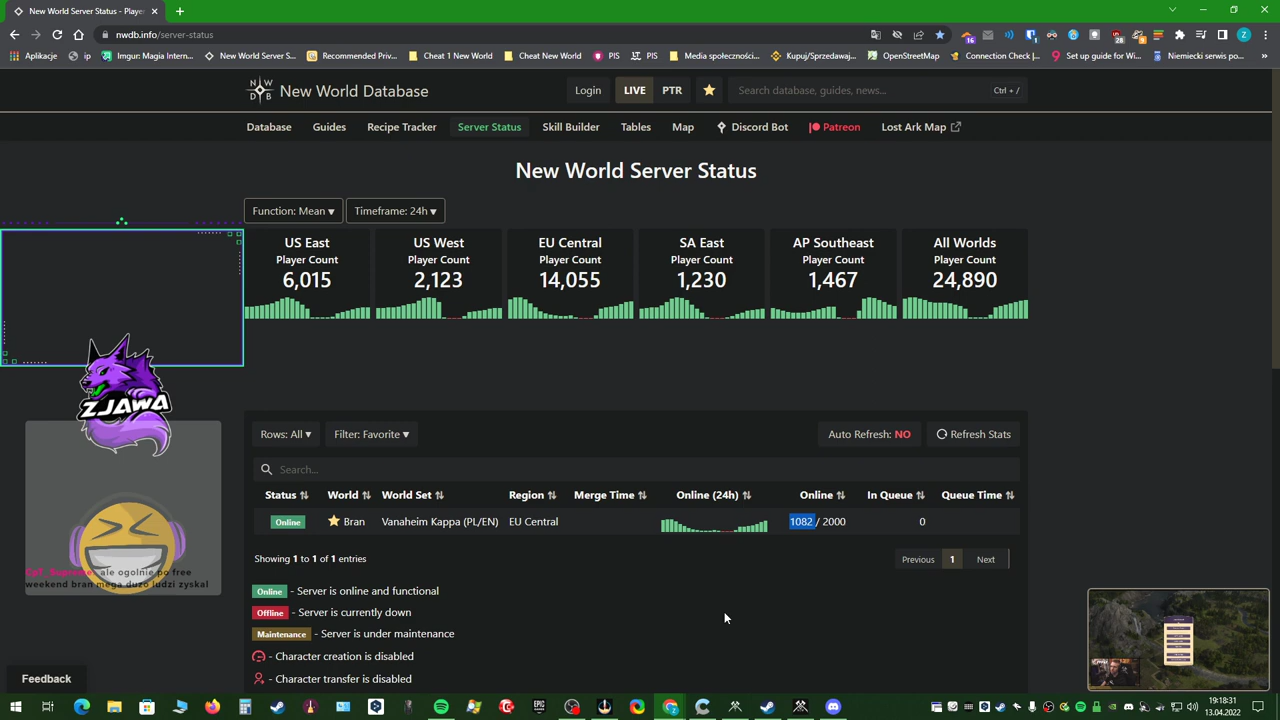 New World Server Status - Player
nwdb.info/server-status
Aplikacje
ip
Imgur: Magia Intern...
New World Server S...
Recommended Priv...
Cheat 1 New World
Cheat New World
PIS
PIS
Media społecznościo...
Kupuj/Sprzedawaj...
OpenStreetMap
Connection Check |...
Set up guide for Wi...
Niemiecki serwis po...
NEW WORLD DATABASE
New World Database
Login
LIVE
PTR
Search database, guides, news...
Ctrl + /
Database
Guides
Recipe Tracker
Server Status
Skill Builder
Tables
Map
Discord Bot
Patreon
Lost Ark Map
New World Server Status
Function: Mean ▾
Timeframe: 24h ▾
US East
Player Count
6,015
US West
Player Count
2,123
EU Central
Player Count
14,055
SA East
Player Count
1,230
AP Southeast
Player Count
1,467
All Worlds
Player Count
24,890
ZJAWA
Rows: All ▾
Filter: Favorite ▾
Auto Refresh: NO
Refresh Stats
Search...
Status World World Set Region Merge Time Online (24h) Online In Queue Queue Time
Online Bran Vanaheim Kappa (PL/EN) EU Central 1082 / 2000 0
Showing 1 to 1 of 1 entries
Previous 1 Next
ale ogolnie po free
weekend bran mega duzo ludzi zyskal
Online - Server is online and functional
Offline - Server is currently down
Maintenance - Server is under maintenance
- Character creation is disabled
- Character transfer is disabled
Feedback
19:18:31
13.04.2022